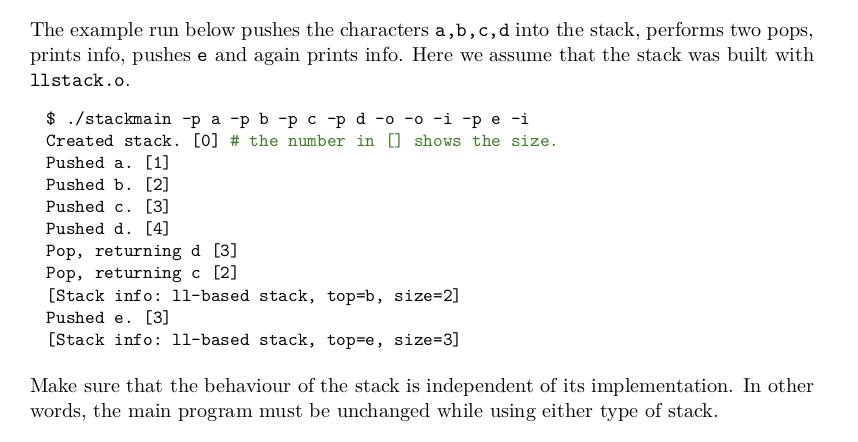 The example run below pushes the characters a,b,c,d into the stack, performs two pops,
prints info, pushes e and again prints info. Here we assume that the stack was built with
llstack.o.
$ ./stackmain -p a -p b -p c -p d -o -o -i -p e -i
Created stack. [0] # the number in [] shows the size.
Pushed a. [1]
Pushed b. [2]
Pushed c. [3]
Pushed d. [4]
Pop, returning d [3]
Pop, returning c [2]
[Stack info: ll-based stack, top=b, size=2]
Pushed e. [3]
[Stack info: ll-based stack, top=e, size=3]
Make sure that the behaviour of the stack is independent of its implementation. In other
words, the main program must be unchanged while using either type of stack.